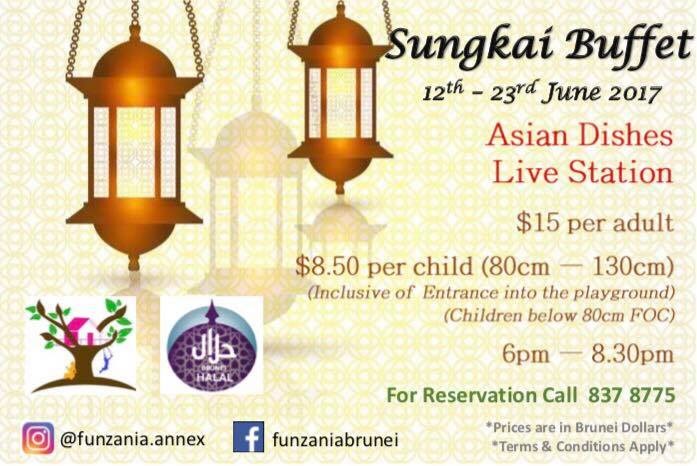 Sungkai Buffet
12th – 23rd June 2017
Asian Dishes
Live Station
$15 per adult
$8.50 per child (80cm — 130cm)
(Inclusive of Entrance into the playground)
(Children below 80cm FOC)
6pm — 8.30pm
حلال
BRUNEI
HALAL
For Reservation Call 837 8775
@funzania.annex
funzaniabrunei
*Prices are in Brunei Dollars*
*Terms & Conditions Apply*